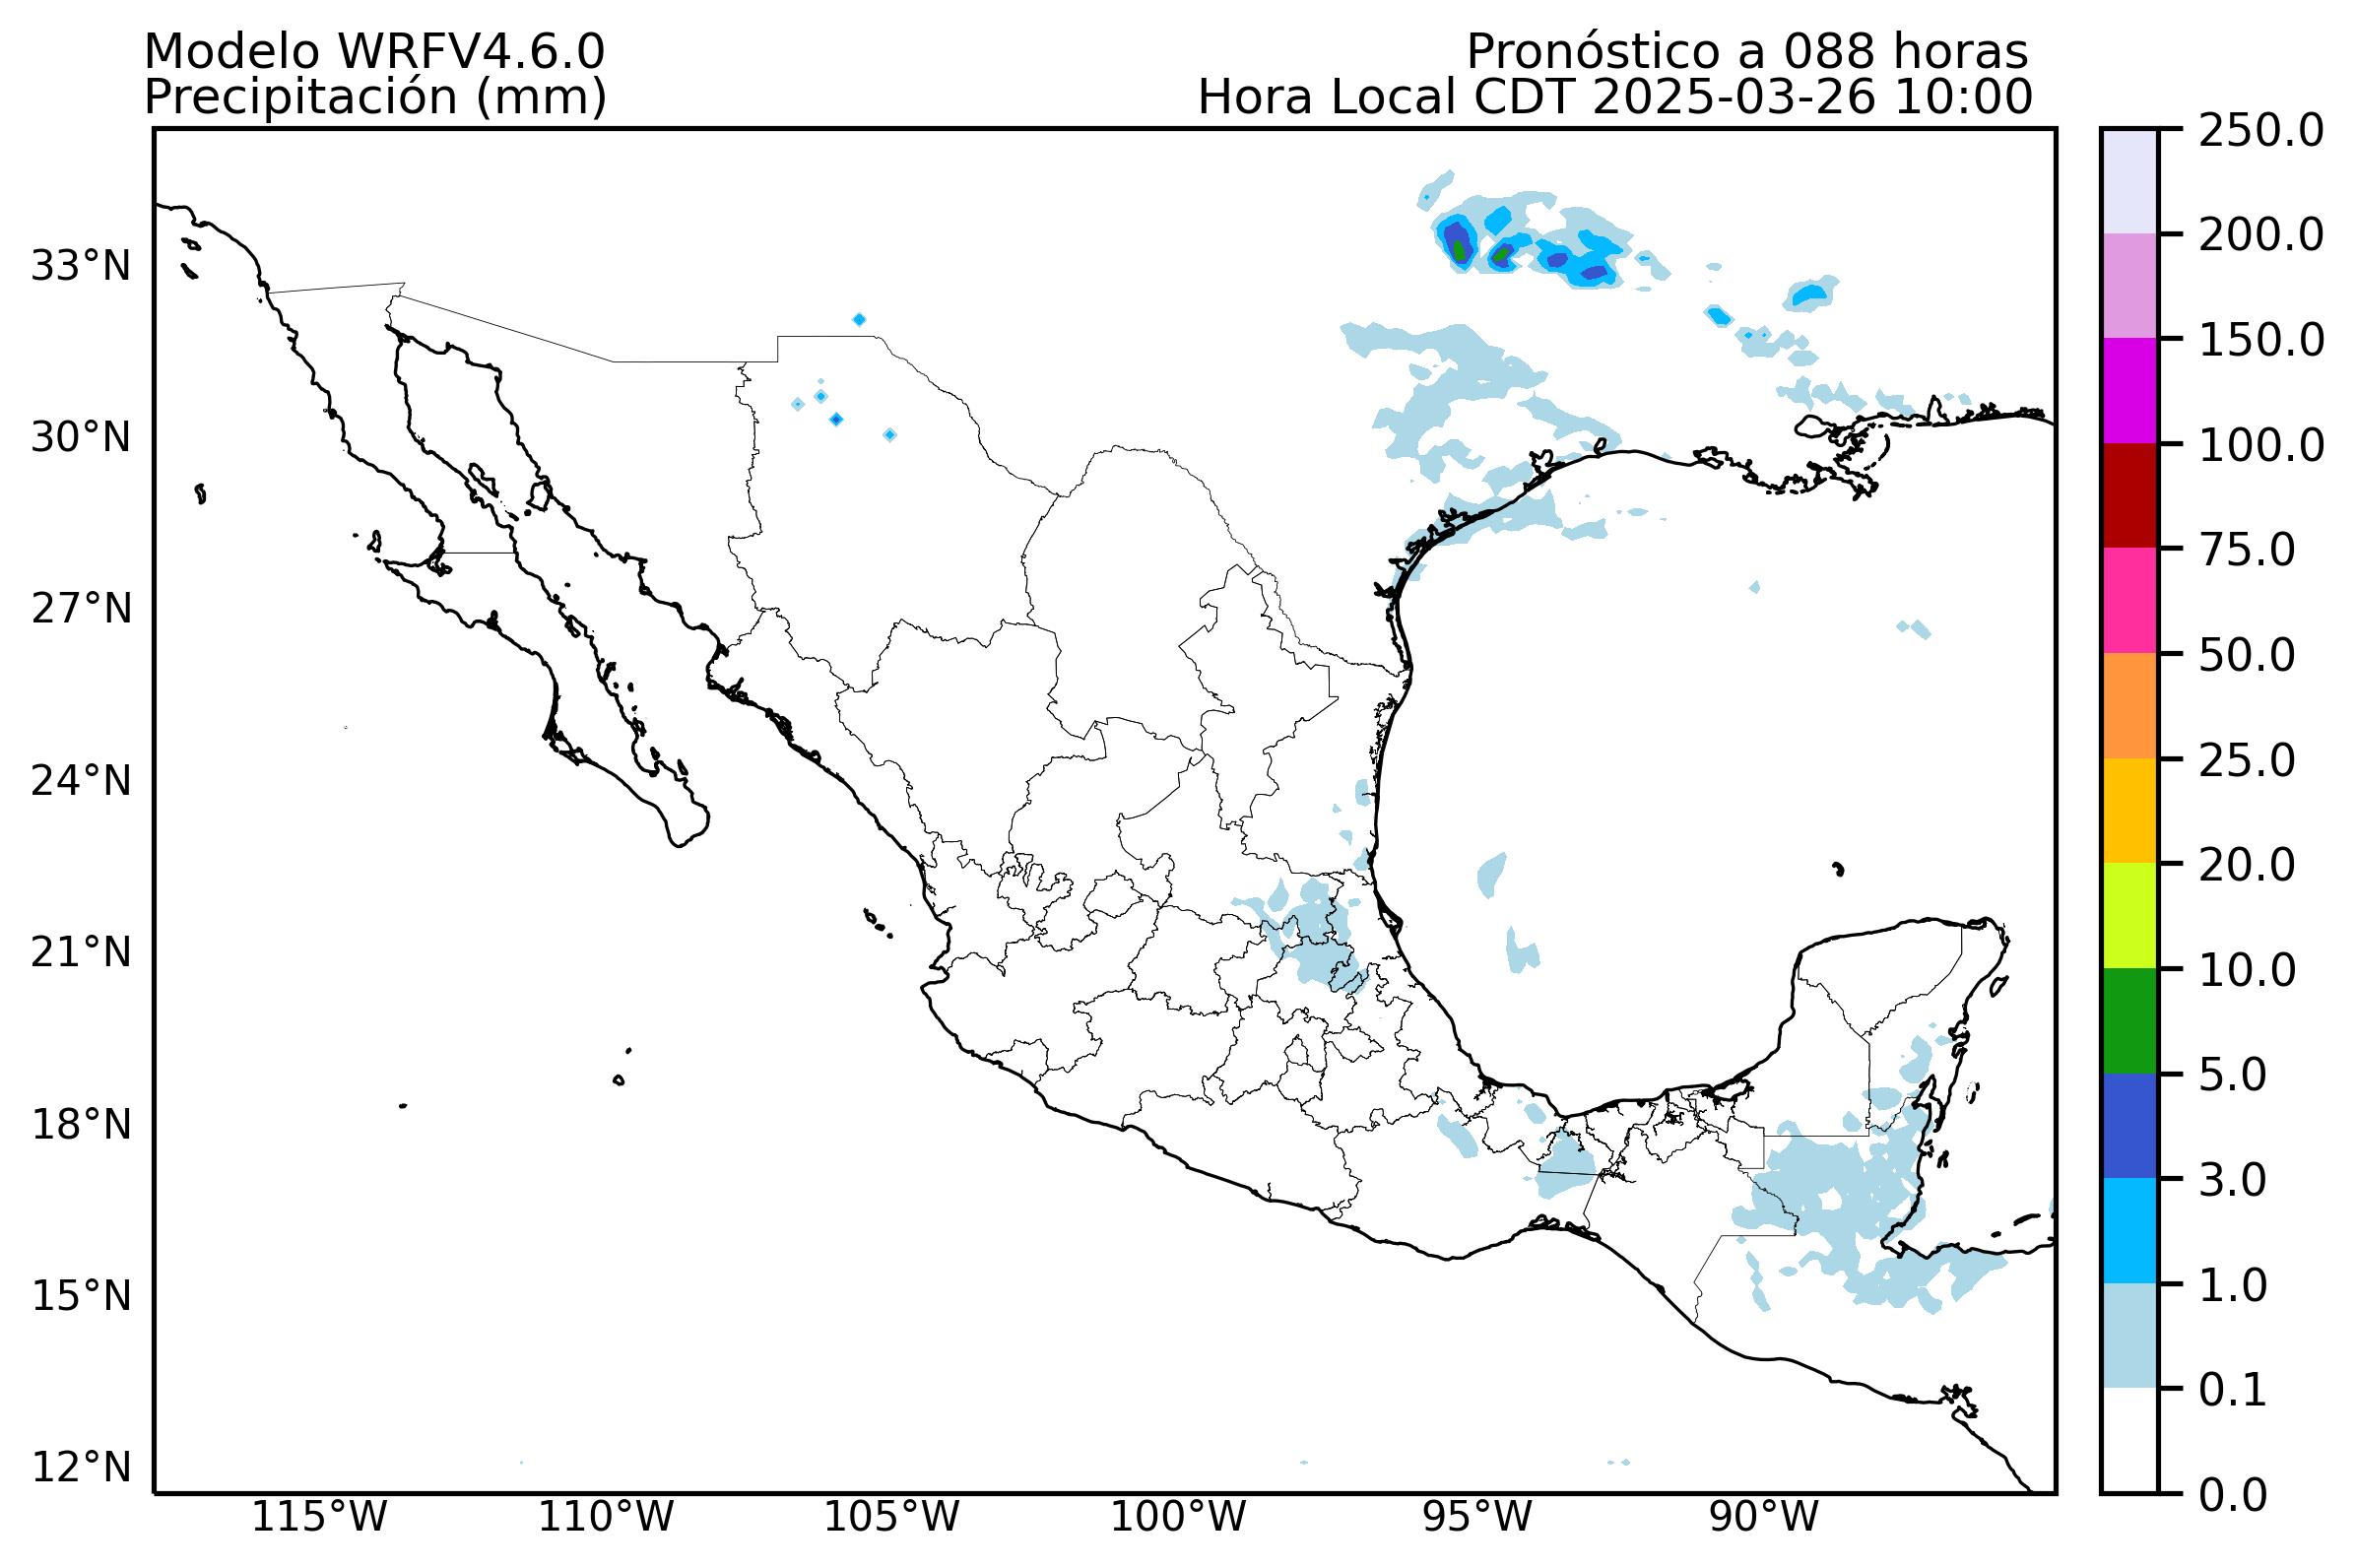 Modelo WRFV4.6.0
Precipitación (mm)
Pronóstico a 088 horas
Hora Local CDT 2025-03-26 10:00
33°N
30°N
27°N
24°N
21°N
18°N
15°N
12°N
115°W
110°W
105°W
100°W
95°W
90°W
250.0
200.0
150.0
100.0
75.0
50.0
25.0
20.0
10.0
5.0
3.0
1.0
0.1
0.0